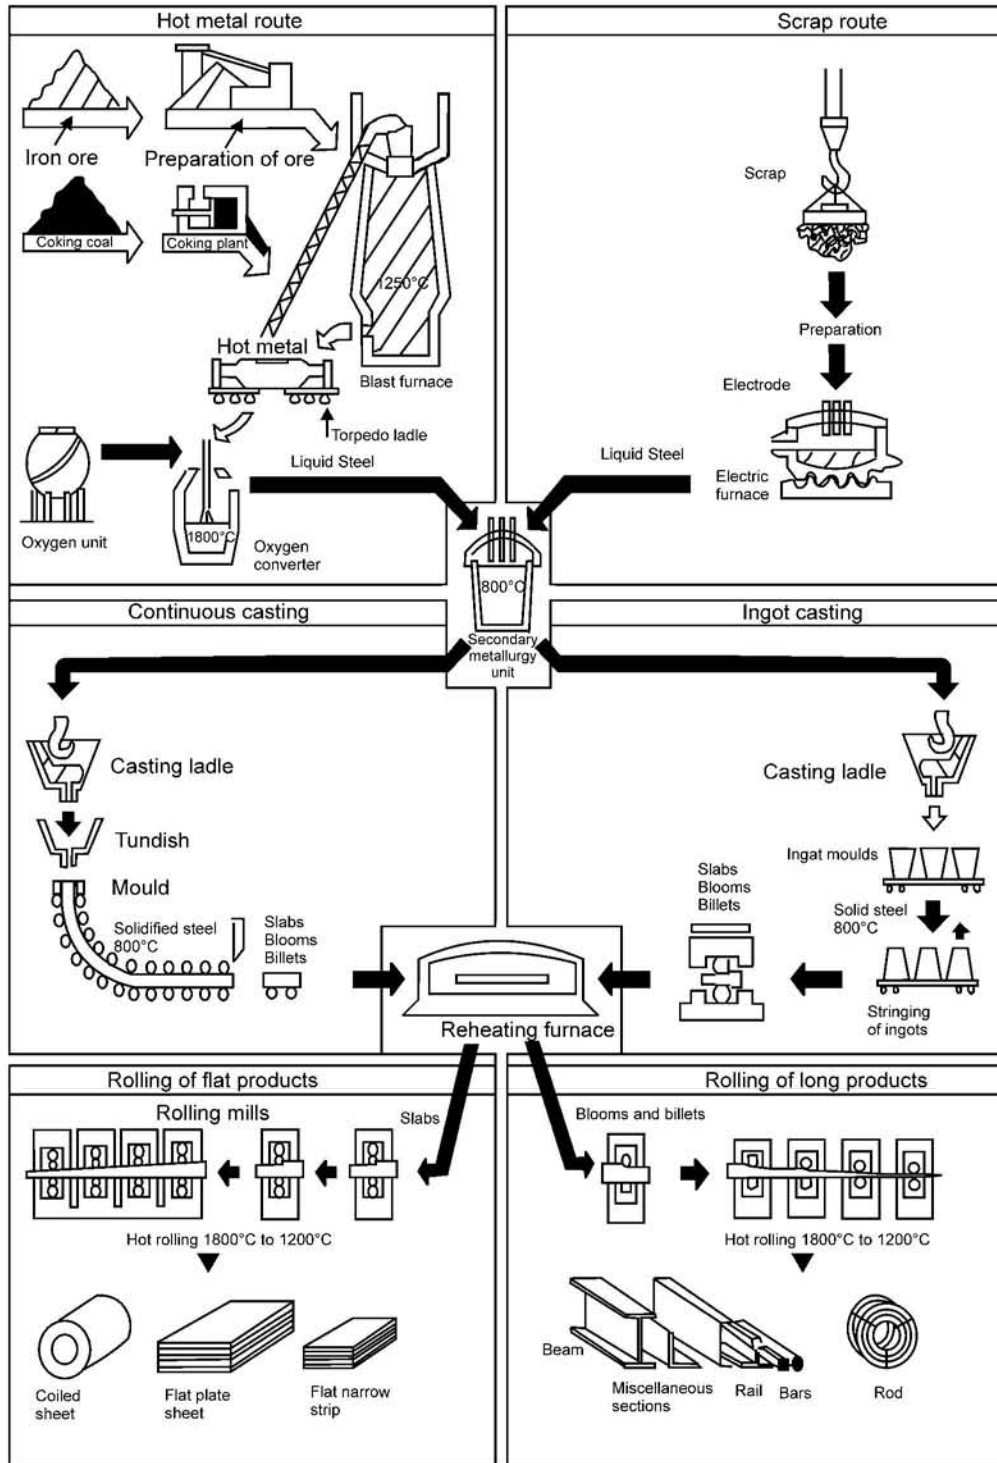 Hot metal route
Iron ore
Preparation of ore
Coking coal
Coking plant
1250°C
Hot metal
Blast furnace
Torpedo ladle
Liquid Steel
Oxygen unit
1800°C
Oxygen
converter
Scrap route
Scrap
Preparation
Electrode
Liquid Steel
Electric
furnace
800°C
Secondary
metallurgy
unit
Continuous casting
Casting ladle
Tundish
Mould
Solidified steel
800°C
Slabs
Blooms
Billets
Ingot casting
Casting ladle
Ingat moulds
Slabs
Blooms
Billets
Solid steel
800°C
Stringing
of ingots
Reheating furnace
Rolling of flat products
Rolling mills
Slabs
Hot rolling 1800°C to 1200°C
Coiled
sheet
Flat plate
sheet
Flat narrow
strip
Rolling of long products
Blooms and billets
Hot rolling 1800°C to 1200°C
Beam
Miscellaneous
sections
Rail
Bars
Rod